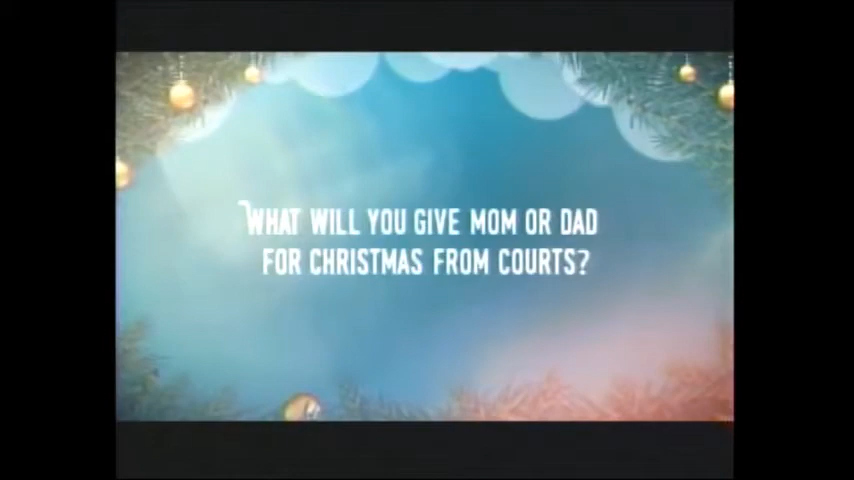 WHAT WILL YOU GIVE MOM OR DAD
FOR CHRISTMAS FROM COURTS?